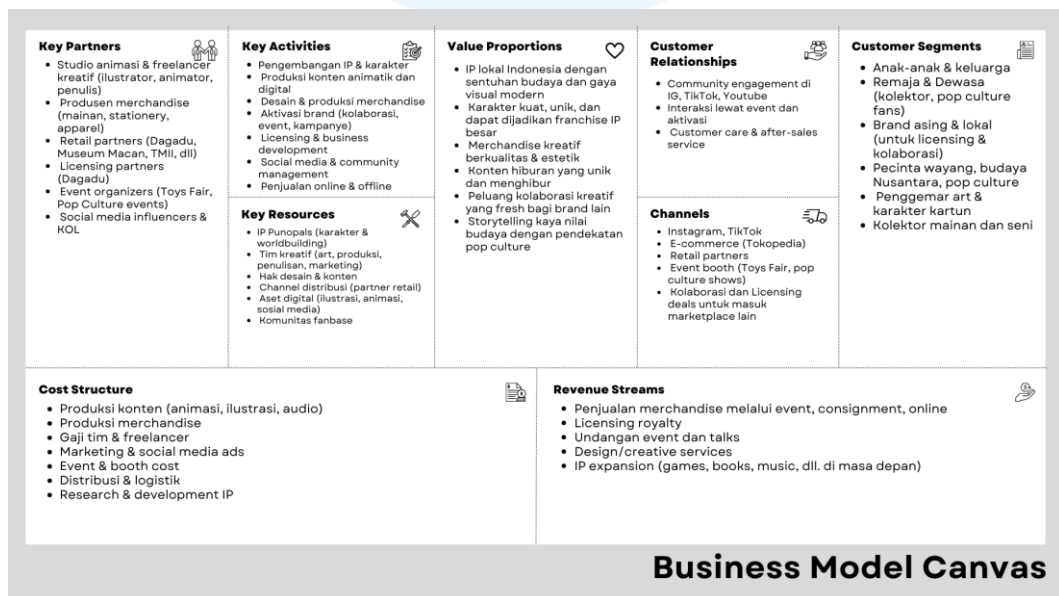 Key Partners
• Studio animasi & freelancer
kreatif (ilustrator, animator,
penulis)
• Produsen merchandise
(mainan, stationery,
apparel)
• Retail partners (Dagadu,
Museum Macan, TMII, dll)
• Licensing partners
(Dagadu)
• Event organizers (Toys Fair,
Pop Culture events)
• Social media influencers &
KOL
Key Activities
• Pengembangan IP & karakter
• Produksi konten animatik dan
digital
• Desain & produksi merchandise
• Aktivasi brand (kolaborasi,
event, kampanye)
• Licensing & business
development
• Social media & community
management
• Penjualan online & offline
Key Resources
• IP Punopals (karakter &
worldbuilding)
• Tim kreatif (art, produksi,
penulisan, marketing)
• Hak desain & konten
• Channel distribusi (partner retail)
• Aset digital (ilustrasi, animasi,
sosial media)
• Komunitas fanbase
Value Proportions
• IP lokal Indonesia dengan
sentuhan budaya dan gaya
visual modern
• Karakter kuat, unik, dan
dapat dijadikan franchise IP
besar
• Merchandise kreatif
berkualitas & estetik
• Konten hiburan yang unik
dan menghibur
• Peluang kolaborasi kreatif
yang fresh bagi brand lain
• Storytelling kaya nilai
budaya dengan pendekatan
pop culture
Customer
Relationships
• Community engagement di
IG, TikTok, Youtube
• Interaksi lewat event dan
aktivasi
• Customer care & after-sales
service
Channels
• Instagram, TikTok
• E-commerce (Tokopedia)
• Retail partners
• Event booth (Toys Fair, pop
culture shows)
• Kolaborasi dan Licensing
deals untuk masuk
marketplace lain
Customer Segments
• Anak-anak & keluarga
• Remaja & Dewasa
(kolektor, pop culture
fans)
• Brand asing & lokal
(untuk licensing &
kolaborasi)
• Pecinta wayang, budaya
Nusantara, pop culture
• Penggemar art &
karakter kartun
• Kolektor mainan dan seni
Cost Structure
• Produksi konten (animasi, ilustrasi, audio)
• Produksi merchandise
• Gaji tim & freelancer
• Marketing & social media ads
• Event & booth cost
• Distribusi & logistik
• Research & development IP
Revenue Streams
• Penjualan merchandise melalui event, consignment, online
• Licensing royalty
• Undangan event dan talks
• Design/creative services
• IP expansion (games, books, music, dll. di masa depan)
Business Model Canvas